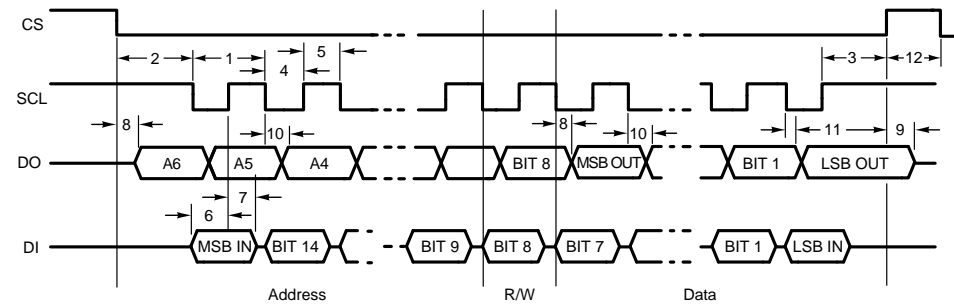 CS
2 1 5 4 3 12
SCL
8 10 8 10 11 9
DO A6 A5 A4 BIT 8 MSB OUT BIT 1 LSB OUT
6 7
DI MSB IN BIT 14 BIT 9 BIT 8 BIT 7 BIT 1 LSB IN
Address R/W Data